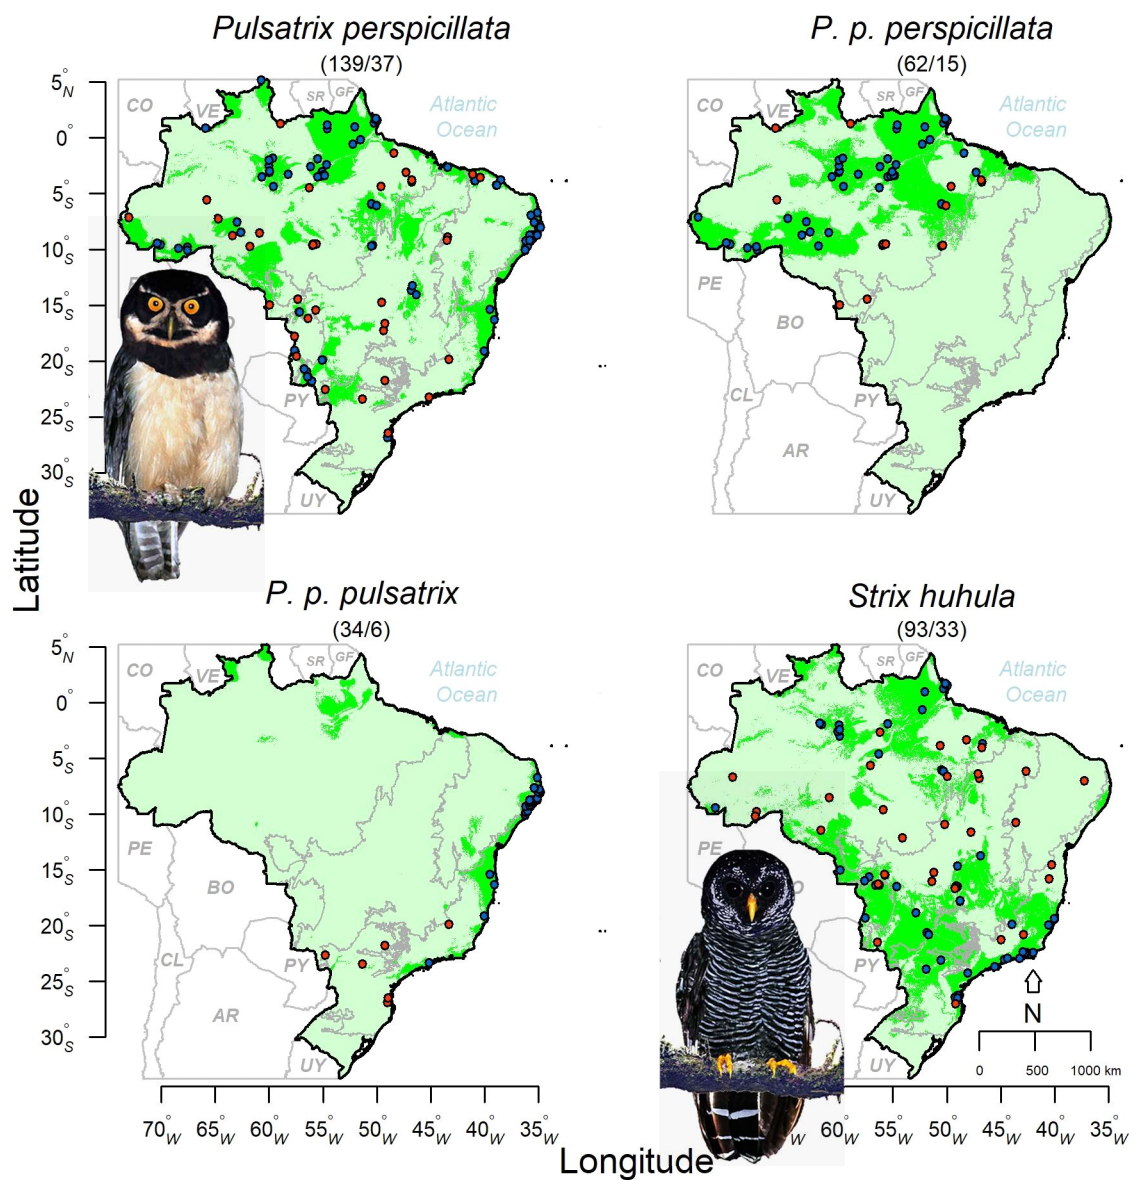 Pulsatrix perspicillata
(139/37)
P. p. perspicillata
(62/15)
5°N
0°
5°S
10°S
15°S
20°S
25°S
30°S
CO
VE
SR
GF
Atlantic
Ocean
PY
UY
CO
VE
SR
GF
Atlantic
Ocean
PE
BO
CL
PY
AR
UY
Latitude
P. p. pulsatrix
(34/6)
Strix huhula
(93/33)
5°N
0°
5°S
10°S
15°S
20°S
25°S
30°S
CO
VE
SR
GF
Atlantic
Ocean
PE
BO
CL
PY
AR
UY
CO
VE
SR
GF
Atlantic
Ocean
PE
PY
UY
N
0 500 1000 km
70°W 65°W 60°W 55°W 50°W 45°W 40°W 35°W
60°W 55°W 50°W 45°W 40°W 35°W
Longitude